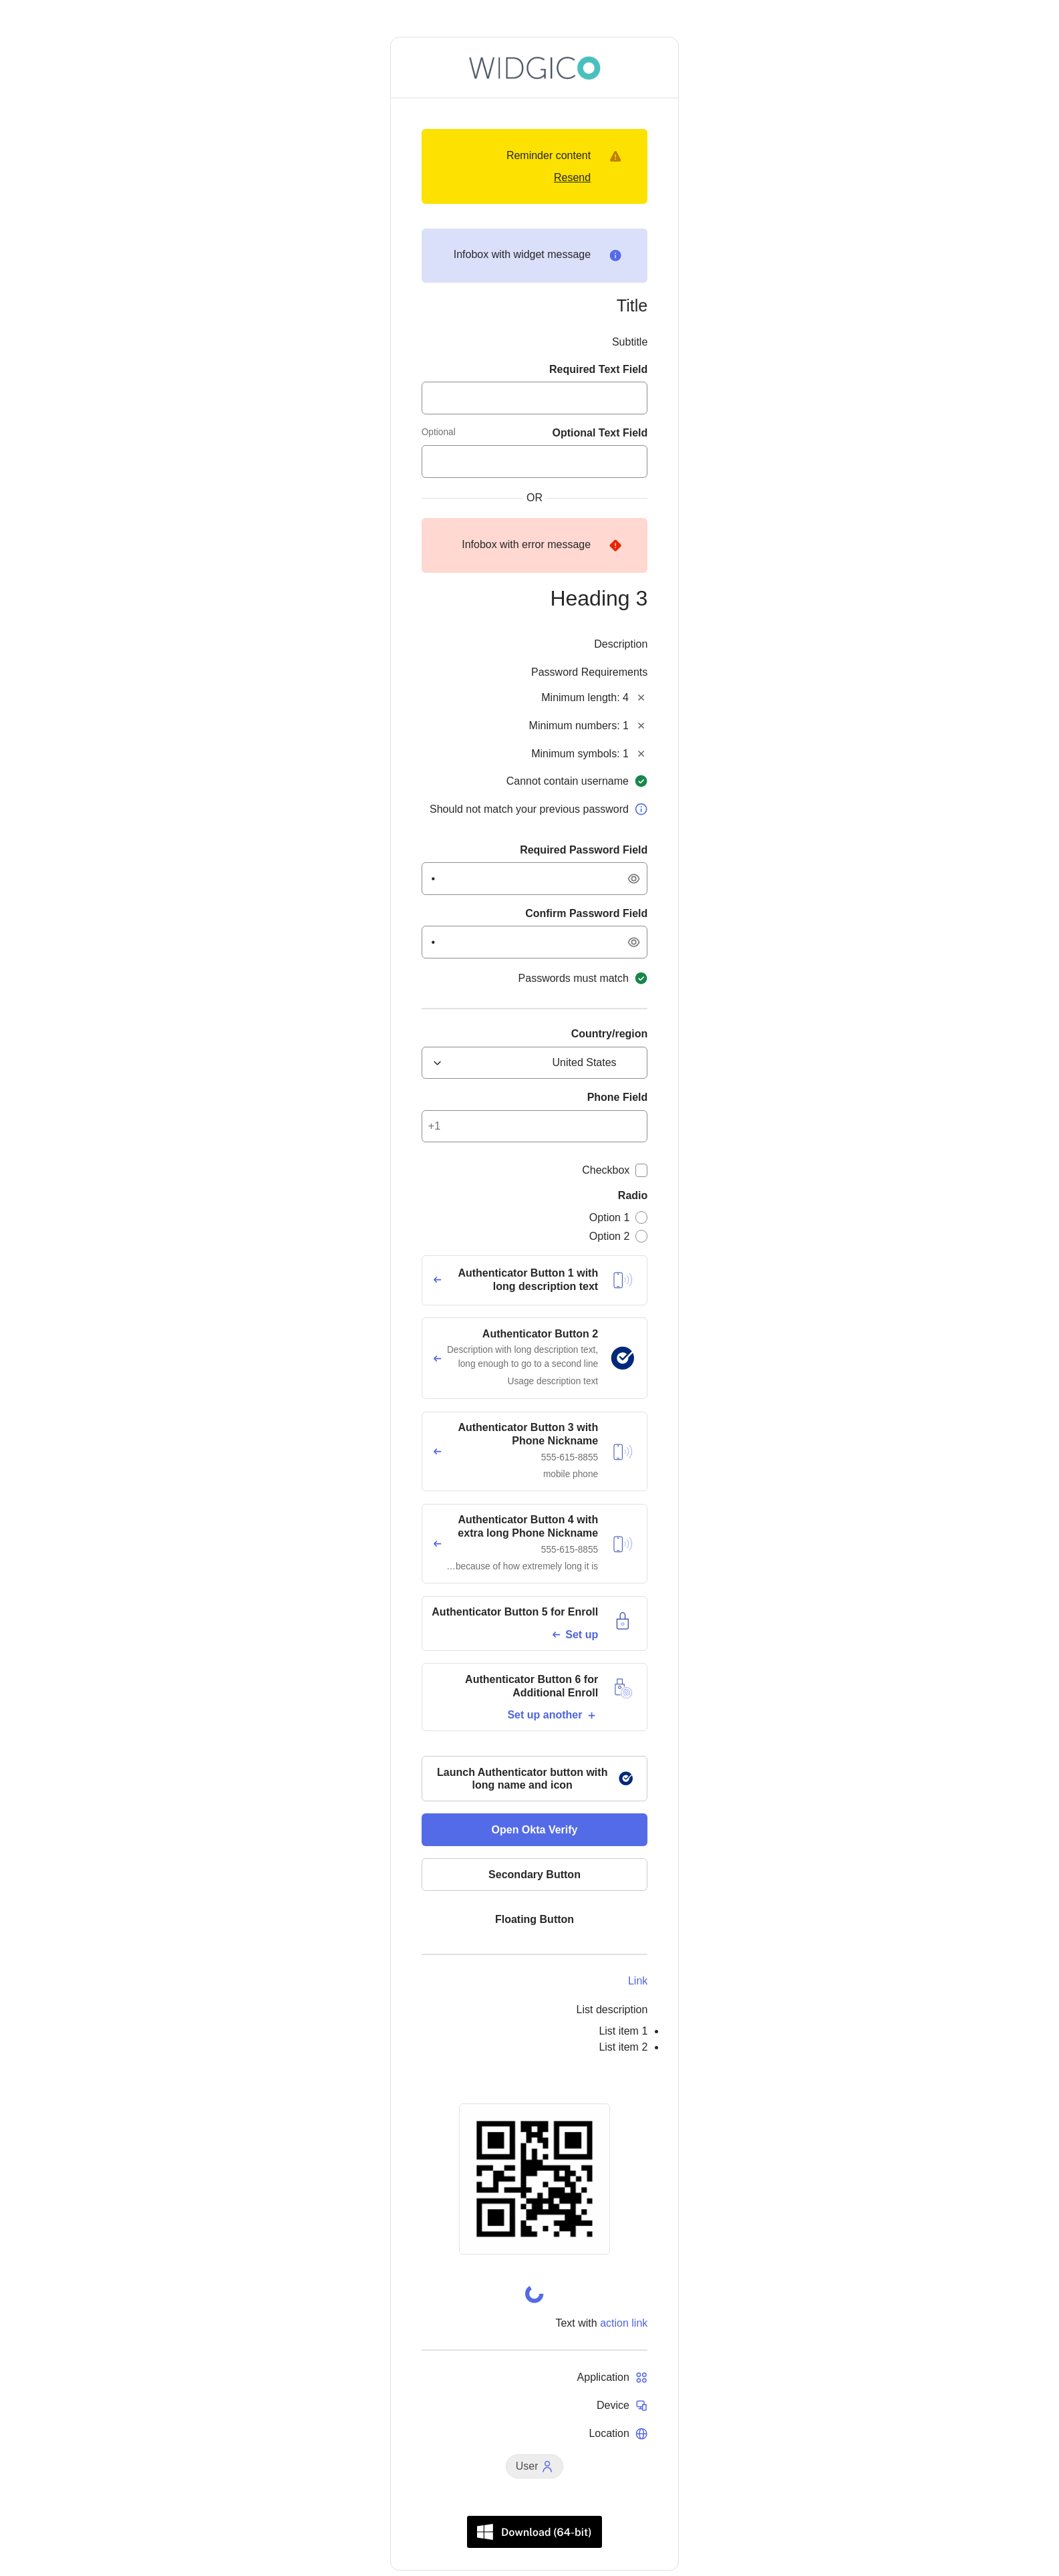 WIDGICO
Reminder content
Resend
Infobox with widget message
Title
Subtitle
Required Text Field
Optional Text Field
Optional
OR
Infobox with error message
Heading 3
Description
Password Requirements
Minimum length: 4
Minimum numbers: 1
Minimum symbols: 1
Cannot contain username
Should not match your previous password
Required Password Field
Confirm Password Field
Passwords must match
Country/region
United States
Phone Field
+1
Checkbox
Radio
Option 1
Option 2
Authenticator Button 1 with
long description text
Authenticator Button 2
Description with long description text,
long enough to go to a second line
Usage description text
Authenticator Button 3 with
Phone Nickname
555-615-8855
mobile phone
Authenticator Button 4 with
extra long Phone Nickname
555-615-8855
…because of how extremely long it is
Authenticator Button 5 for Enroll
Set up
Authenticator Button 6 for
Additional Enroll
Set up another
Launch Authenticator button with
long name and icon
Open Okta Verify
Secondary Button
Floating Button
Link
List description
List item 1
List item 2
Text with action link
Application
Device
Location
User
Download (64-bit)